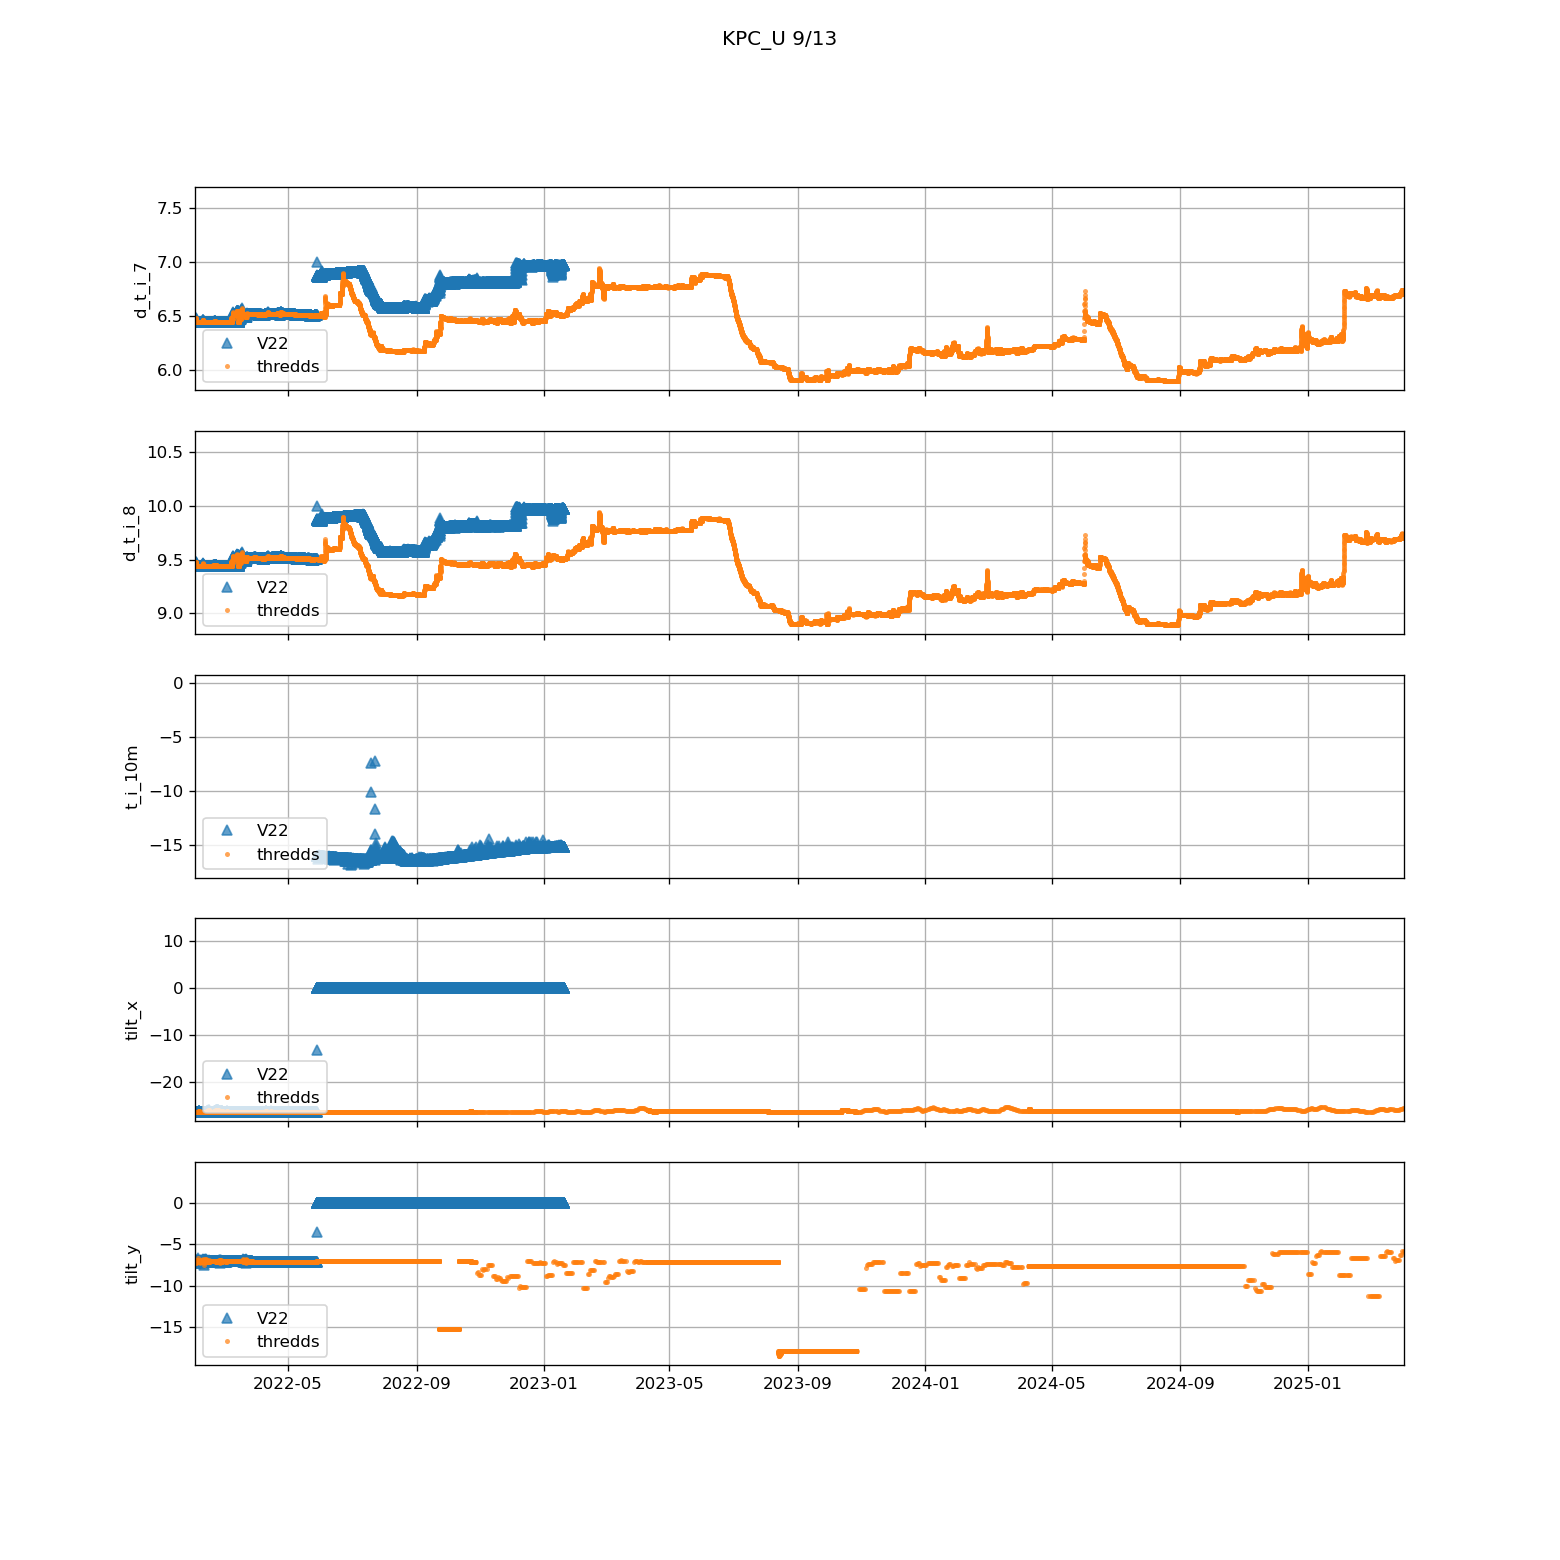 KPC_U 9/13
7.5
7.0
6.5
6.0
d_t_i_7
V22
thredds
10.5
10.0
9.5
9.0
d_t_i_8
V22
thredds
0
−5
−10
−15
t_i_10m
V22
thredds
10
0
−10
−20
tilt_x
V22
thredds
0
−5
−10
−15
tilt_y
V22
thredds
2022-05 2022-09 2023-01 2023-05 2023-09 2024-01 2024-05 2024-09 2025-01